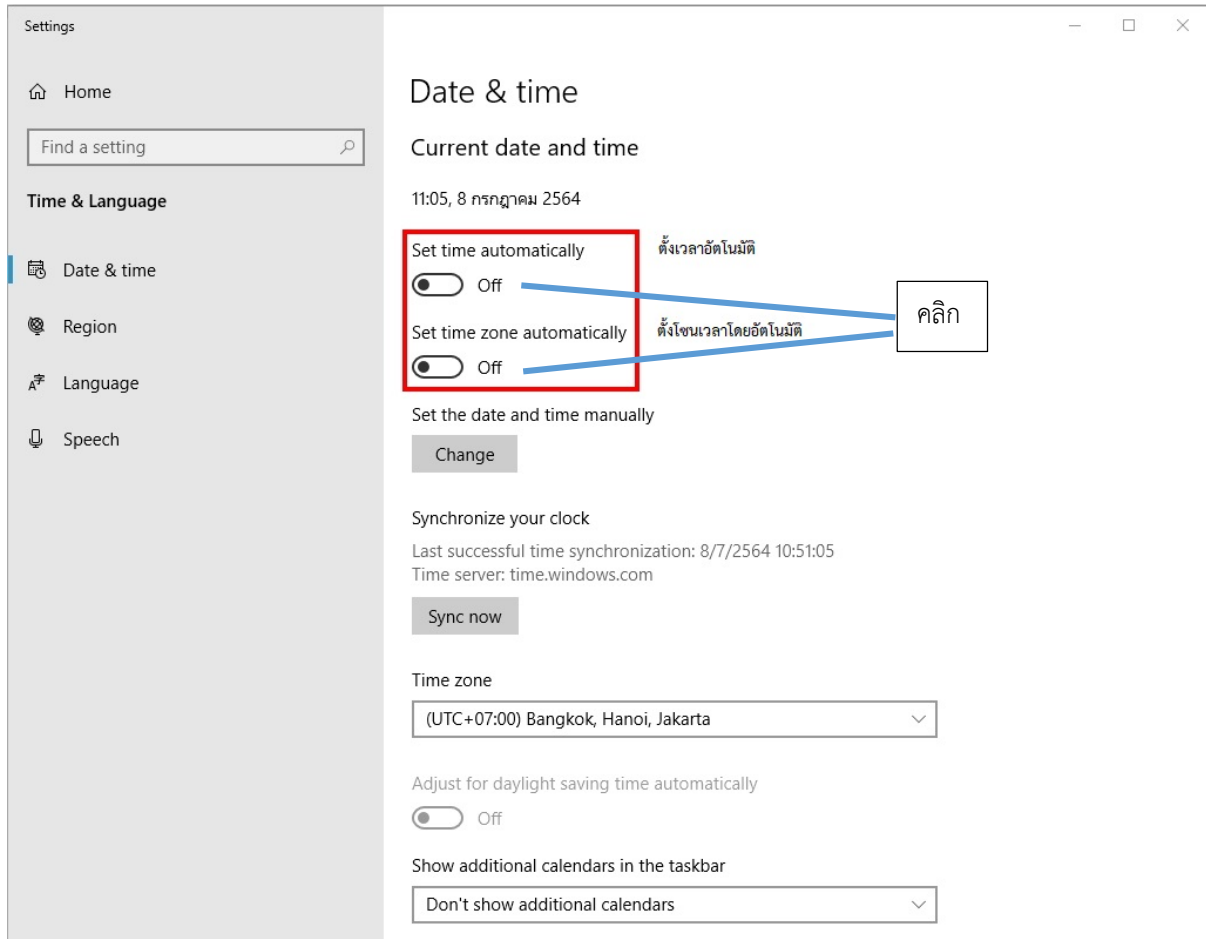 Settings
Home
Find a setting
Time & Language
Date & time
Region
Language
Speech
Date & time
Current date and time
11:05, 8 กรกฎาคม 2564
Set time automatically
ตั้งเวลาอัตโนมัติ
Off
คลิก
Set time zone automatically
ตั้งโซนเวลาโดยอัตโนมัติ
Off
Set the date and time manually
Change
Synchronize your clock
Last successful time synchronization: 8/7/2564 10:51:05
Time server: time.windows.com
Sync now
Time zone
(UTC+07:00) Bangkok, Hanoi, Jakarta
Adjust for daylight saving time automatically
Off
Show additional calendars in the taskbar
Don't show additional calendars